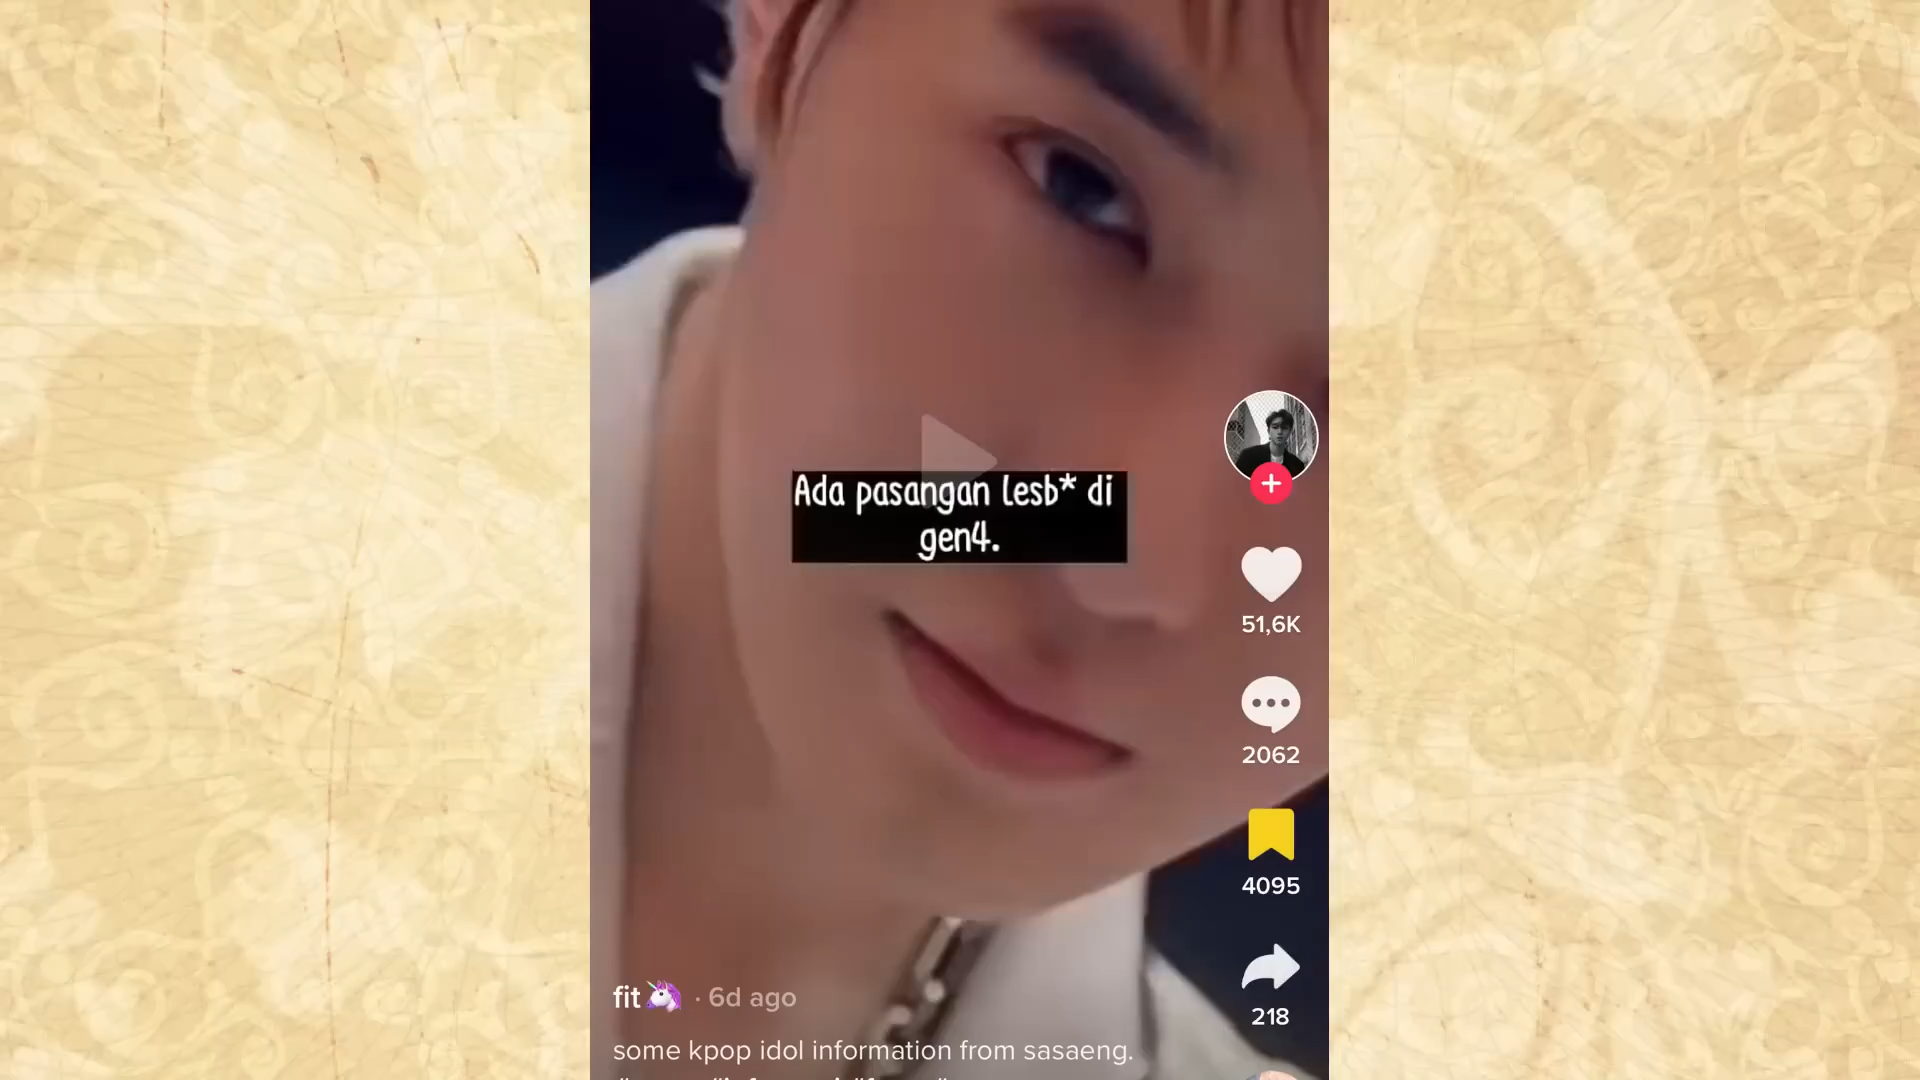 Ada pasangan lesb* di
gen4.
51,6K
2062
4095
218
fit🦄 · 6d ago
some kpop idol information from sasaeng.